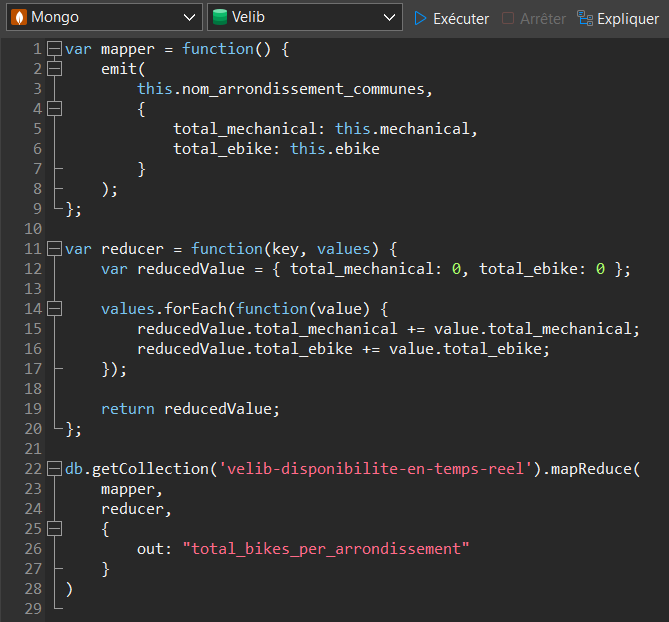 Mongo Velib Exécuter Arrêter Expliquer
1 var mapper = function() {
2     emit(
3         this.nom_arrondissement_communes,
4         {
5             total_mechanical: this.mechanical,
6             total_ebike: this.ebike
7         }
8     );
9 };
10
11 var reducer = function(key, values) {
12     var reducedValue = { total_mechanical: 0, total_ebike: 0 };
13
14     values.forEach(function(value) {
15         reducedValue.total_mechanical += value.total_mechanical;
16         reducedValue.total_ebike += value.total_ebike;
17     });
18
19     return reducedValue;
20 };
21
22 db.getCollection('velib-disponibilite-en-temps-reel').mapReduce(
23     mapper,
24     reducer,
25     {
26         out: "total_bikes_per_arrondissement"
27     }
28 )
29